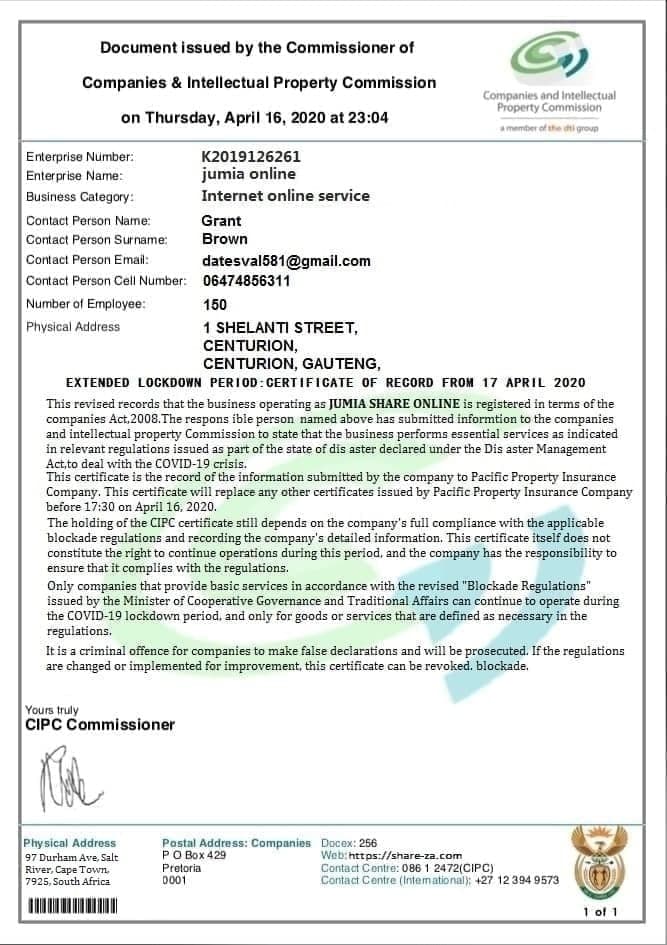 Document issued by the Commissioner of
Companies & Intellectual Property Commission
on Thursday, April 16, 2020 at 23:04
Companies and Intellectual
Property Commission
a member of the dti group
Enterprise Number: K2019126261
Enterprise Name: jumia online
Business Category: Internet online service
Contact Person Name: Grant
Contact Person Surname: Brown
Contact Person Email: datesval581@gmail.com
Contact Person Cell Number: 06474856311
Number of Employee: 150
Physical Address 1 SHELANTI STREET,
CENTURION,
CENTURION, GAUTENG,
EXTENDED LOCKDOWN PERIOD:CERTIFICATE OF RECORD FROM 17 APRIL 2020
This revised records that the business operating as JUMIA SHARE ONLINE is registered in terms of the
companies Act,2008.The respons ible person named above has submitted informtion to the companies
and intellectual property Commission to state that the business performs essential services as indicated
in relevant regulations issued as part of the state of dis aster declared under the Dis aster Management
Act,to deal with the COVID-19 crisis.
This certificate is the record of the information submitted by the company to Pacific Property Insurance
Company. This certificate will replace any other certificates issued by Pacific Property Insurance Company
before 17:30 on April 16, 2020.
The holding of the CIPC certificate still depends on the company's full compliance with the applicable
blockade regulations and recording the company's detailed information. This certificate itself does not
constitute the right to continue operations during this period, and the company has the responsibility to
ensure that it complies with the regulations.
Only companies that provide basic services in accordance with the revised "Blockade Regulations"
issued by the Minister of Cooperative Governance and Traditional Affairs can continue to operate during
the COVID-19 lockdown period, and only for goods or services that are defined as necessary in the
regulations.
It is a criminal offence for companies to make false declarations and will be prosecuted. If the regulations
are changed or implemented for improvement, this certificate can be revoked. blockade.
Yours truly
CIPC Commissioner
Physical Address
97 Durham Ave, Salt
River, Cape Town,
7925, South Africa
Postal Address: Companies
P O Box 429
Pretoria
0001
Docex: 256
Web:https://share-za.com
Contact Centre: 086 1 2472(CIPC)
Contact Centre (International): +27 12 394 9573
1 of 1